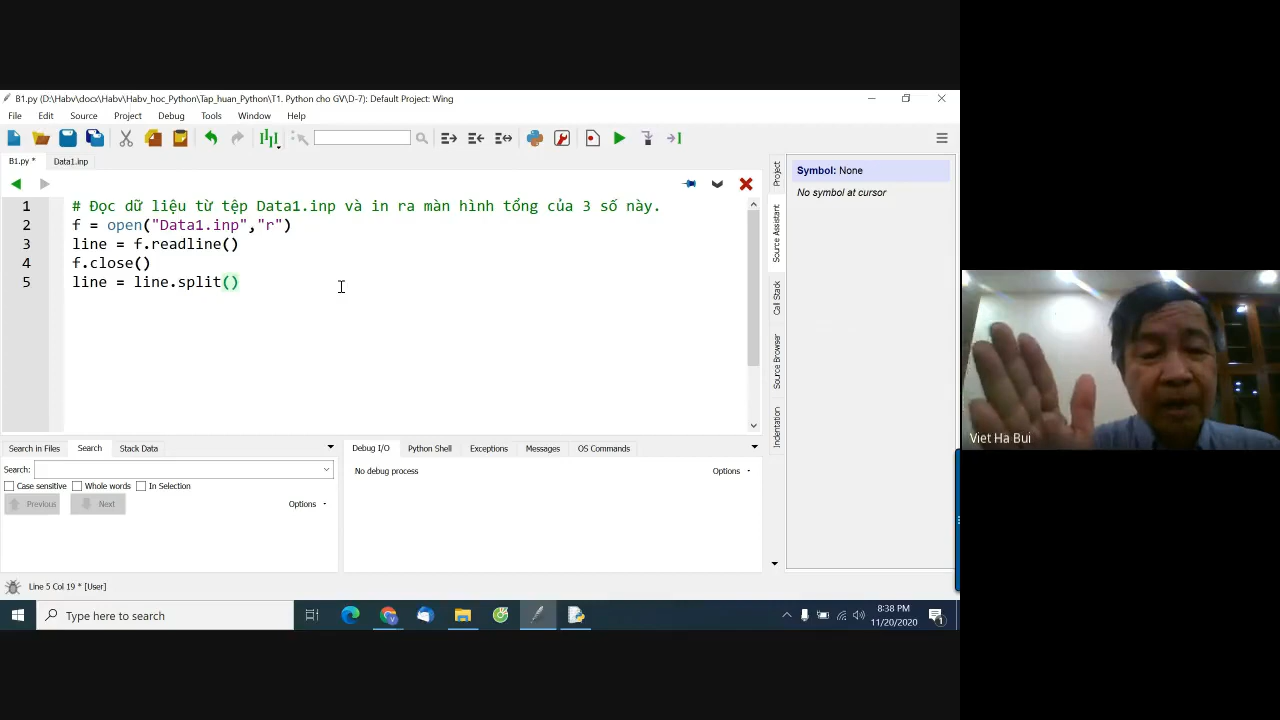 B1.py (D:\Habv\docx\Habv\Habv_hoc_Python\Tap_huan_Python\T1. Python cho GV\D-7): Default Project: Wing
File Edit Source Project Debug Tools Window Help
B1.py * Data1.inp
1 # Đọc dữ liệu từ tệp Data1.inp và in ra màn hình tổng của 3 số này.
2 f = open("Data1.inp","r")
3 line = f.readline()
4 f.close()
5 line = line.split()
Project
Source Assistant
Call Stack
Source Browser
Indentation
Symbol: None
No symbol at cursor
Viet Ha Bui
Search in Files Search Stack Data
Search:
Case sensitive Whole words In Selection
Previous Next Options
Debug I/O Python Shell Exceptions Messages OS Commands
No debug process Options
Line 5 Col 19 * [User]
Type here to search
8:38 PM
11/20/2020
1